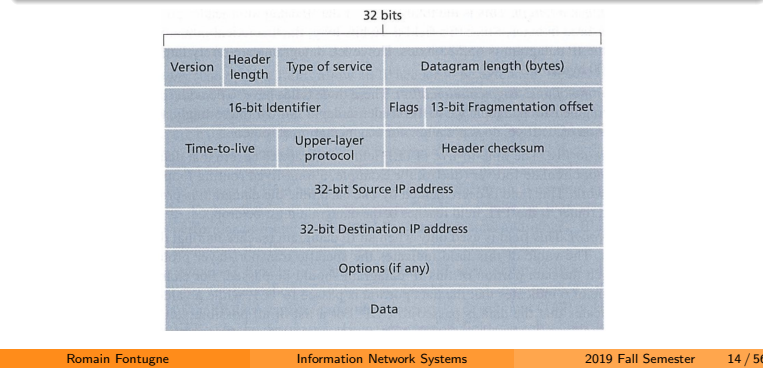 32 bits
Version
Header
length
Type of service
Datagram length (bytes)
16-bit Identifier
Flags
13-bit Fragmentation offset
Time-to-live
Upper-layer
protocol
Header checksum
32-bit Source IP address
32-bit Destination IP address
Options (if any)
Data
Romain Fontugne
Information Network Systems
2019 Fall Semester
14 / 56